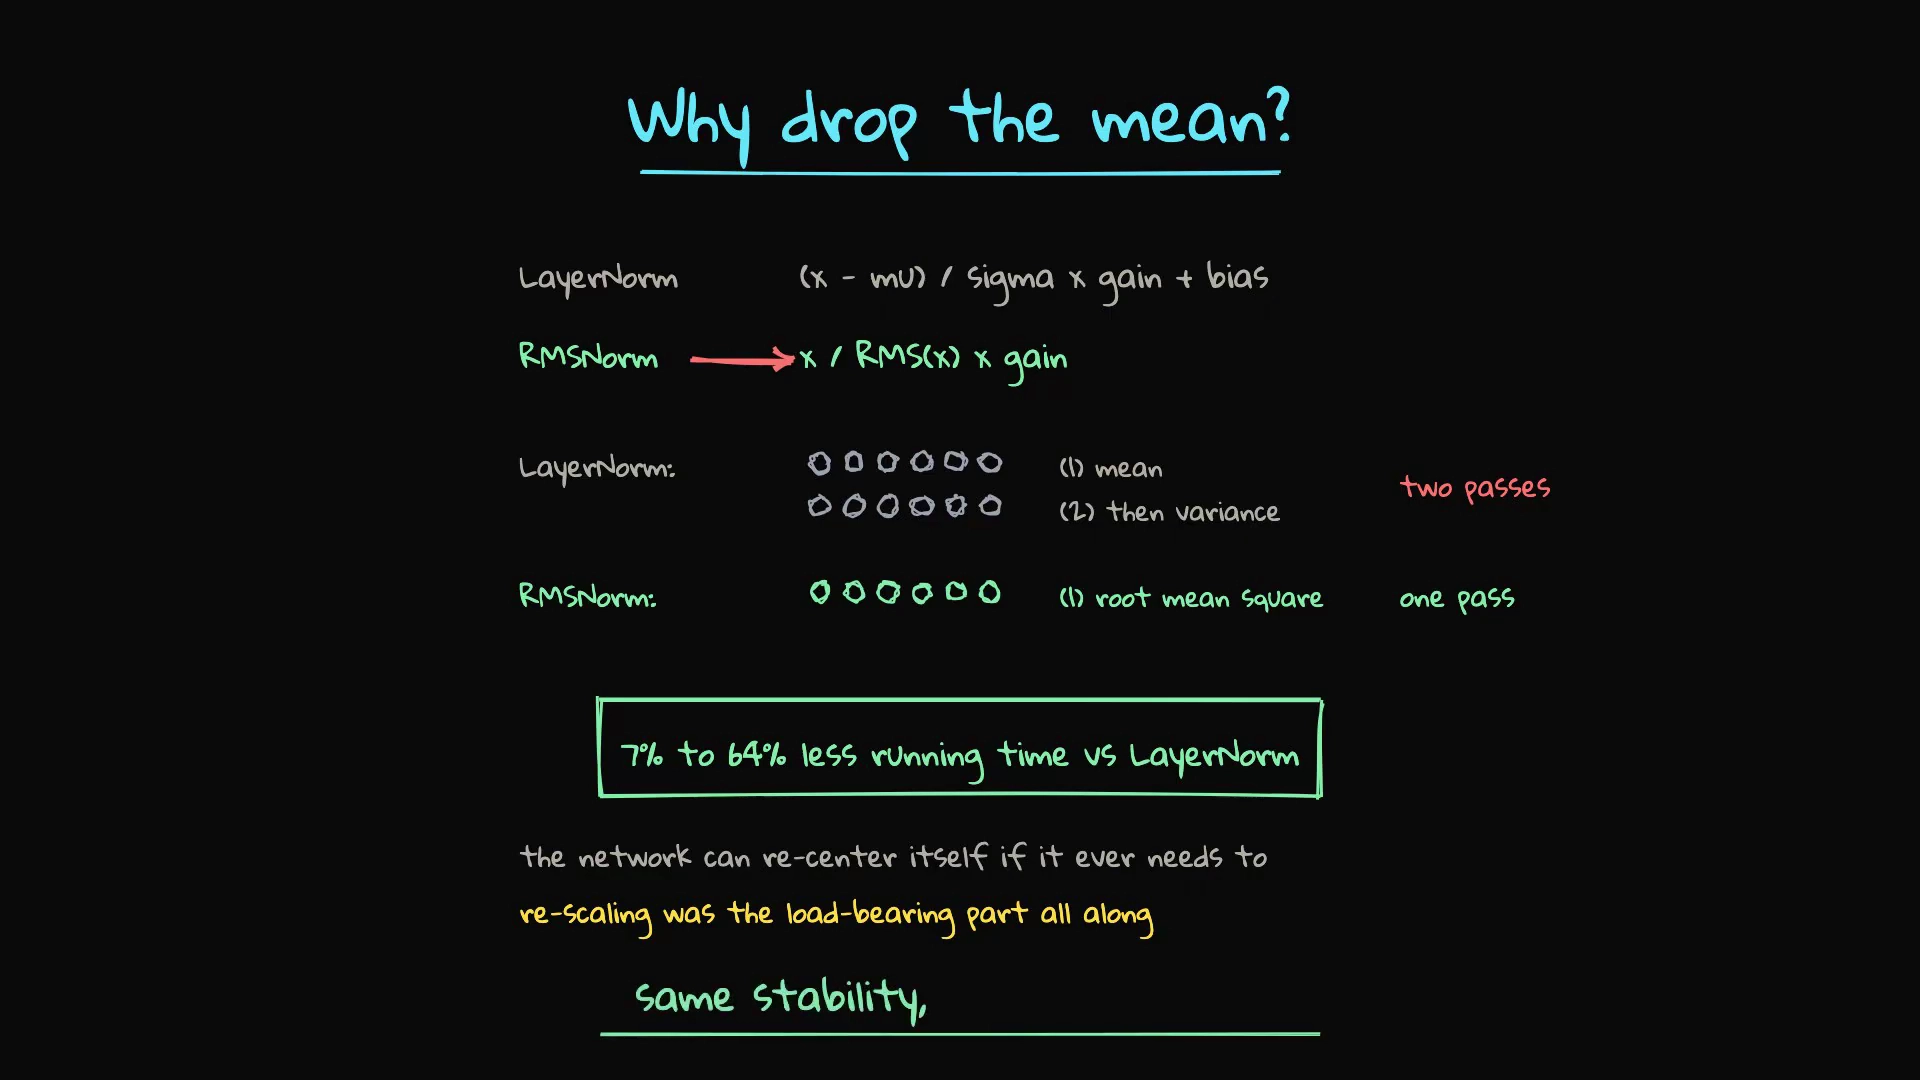 Why drop the mean?
LayerNorm (x - mu) / sigma x gain + bias
RMSNorm x / RMS(x) x gain
LayerNorm: (1) mean
two passes
(2) then variance
RMSNorm: (1) root mean square one pass
7% to 64% less running time vs LayerNorm
the network can re-center itself if it ever needs to
re-scaling was the load-bearing part all along
same stability,